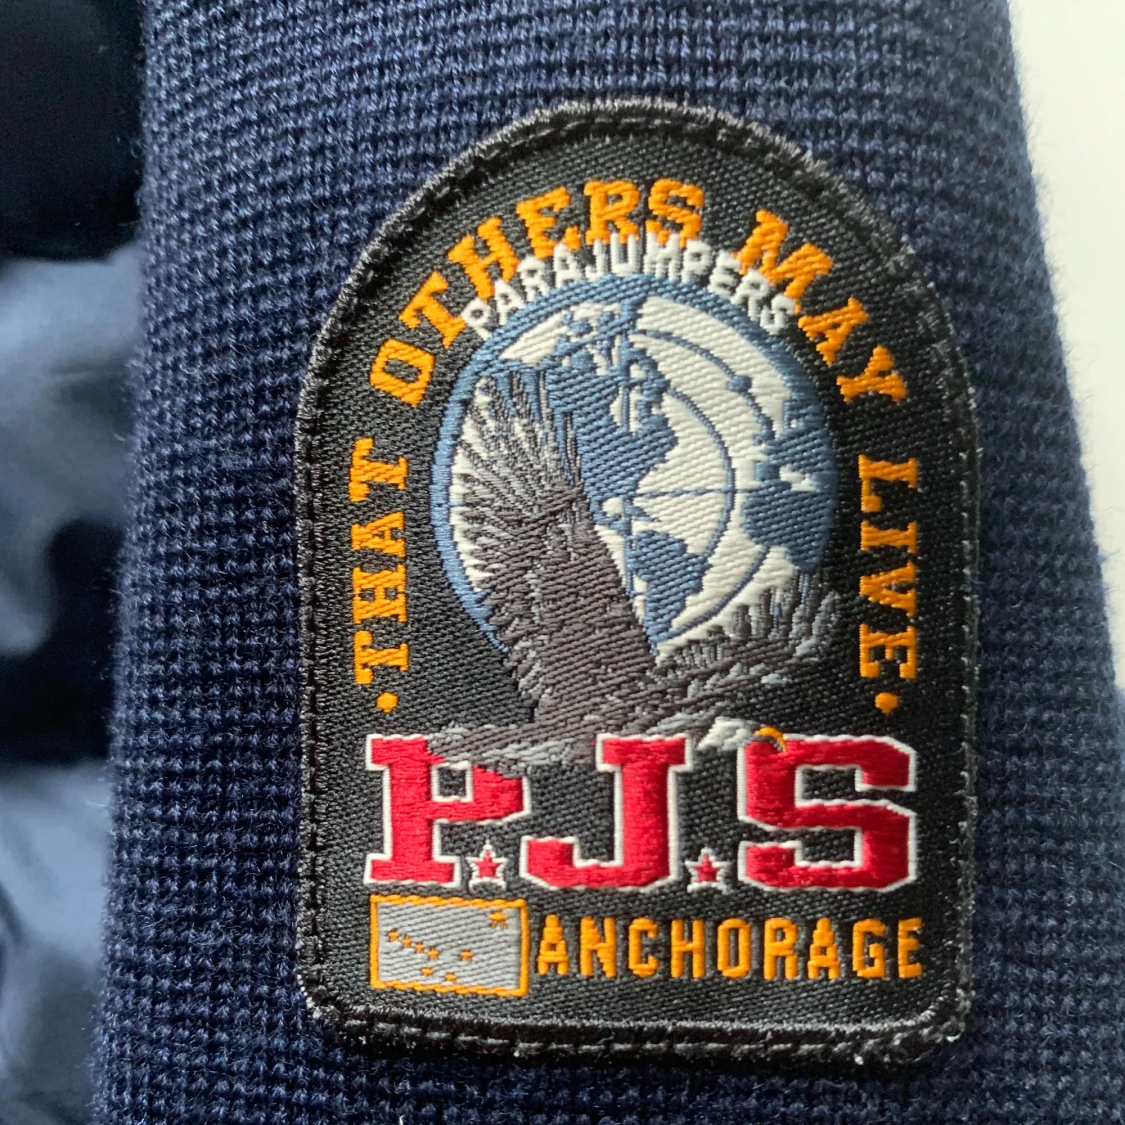 ·THAT OTHERS MAY LIVE·
PARAJUMPERS
P.J.S
ANCHORAGE